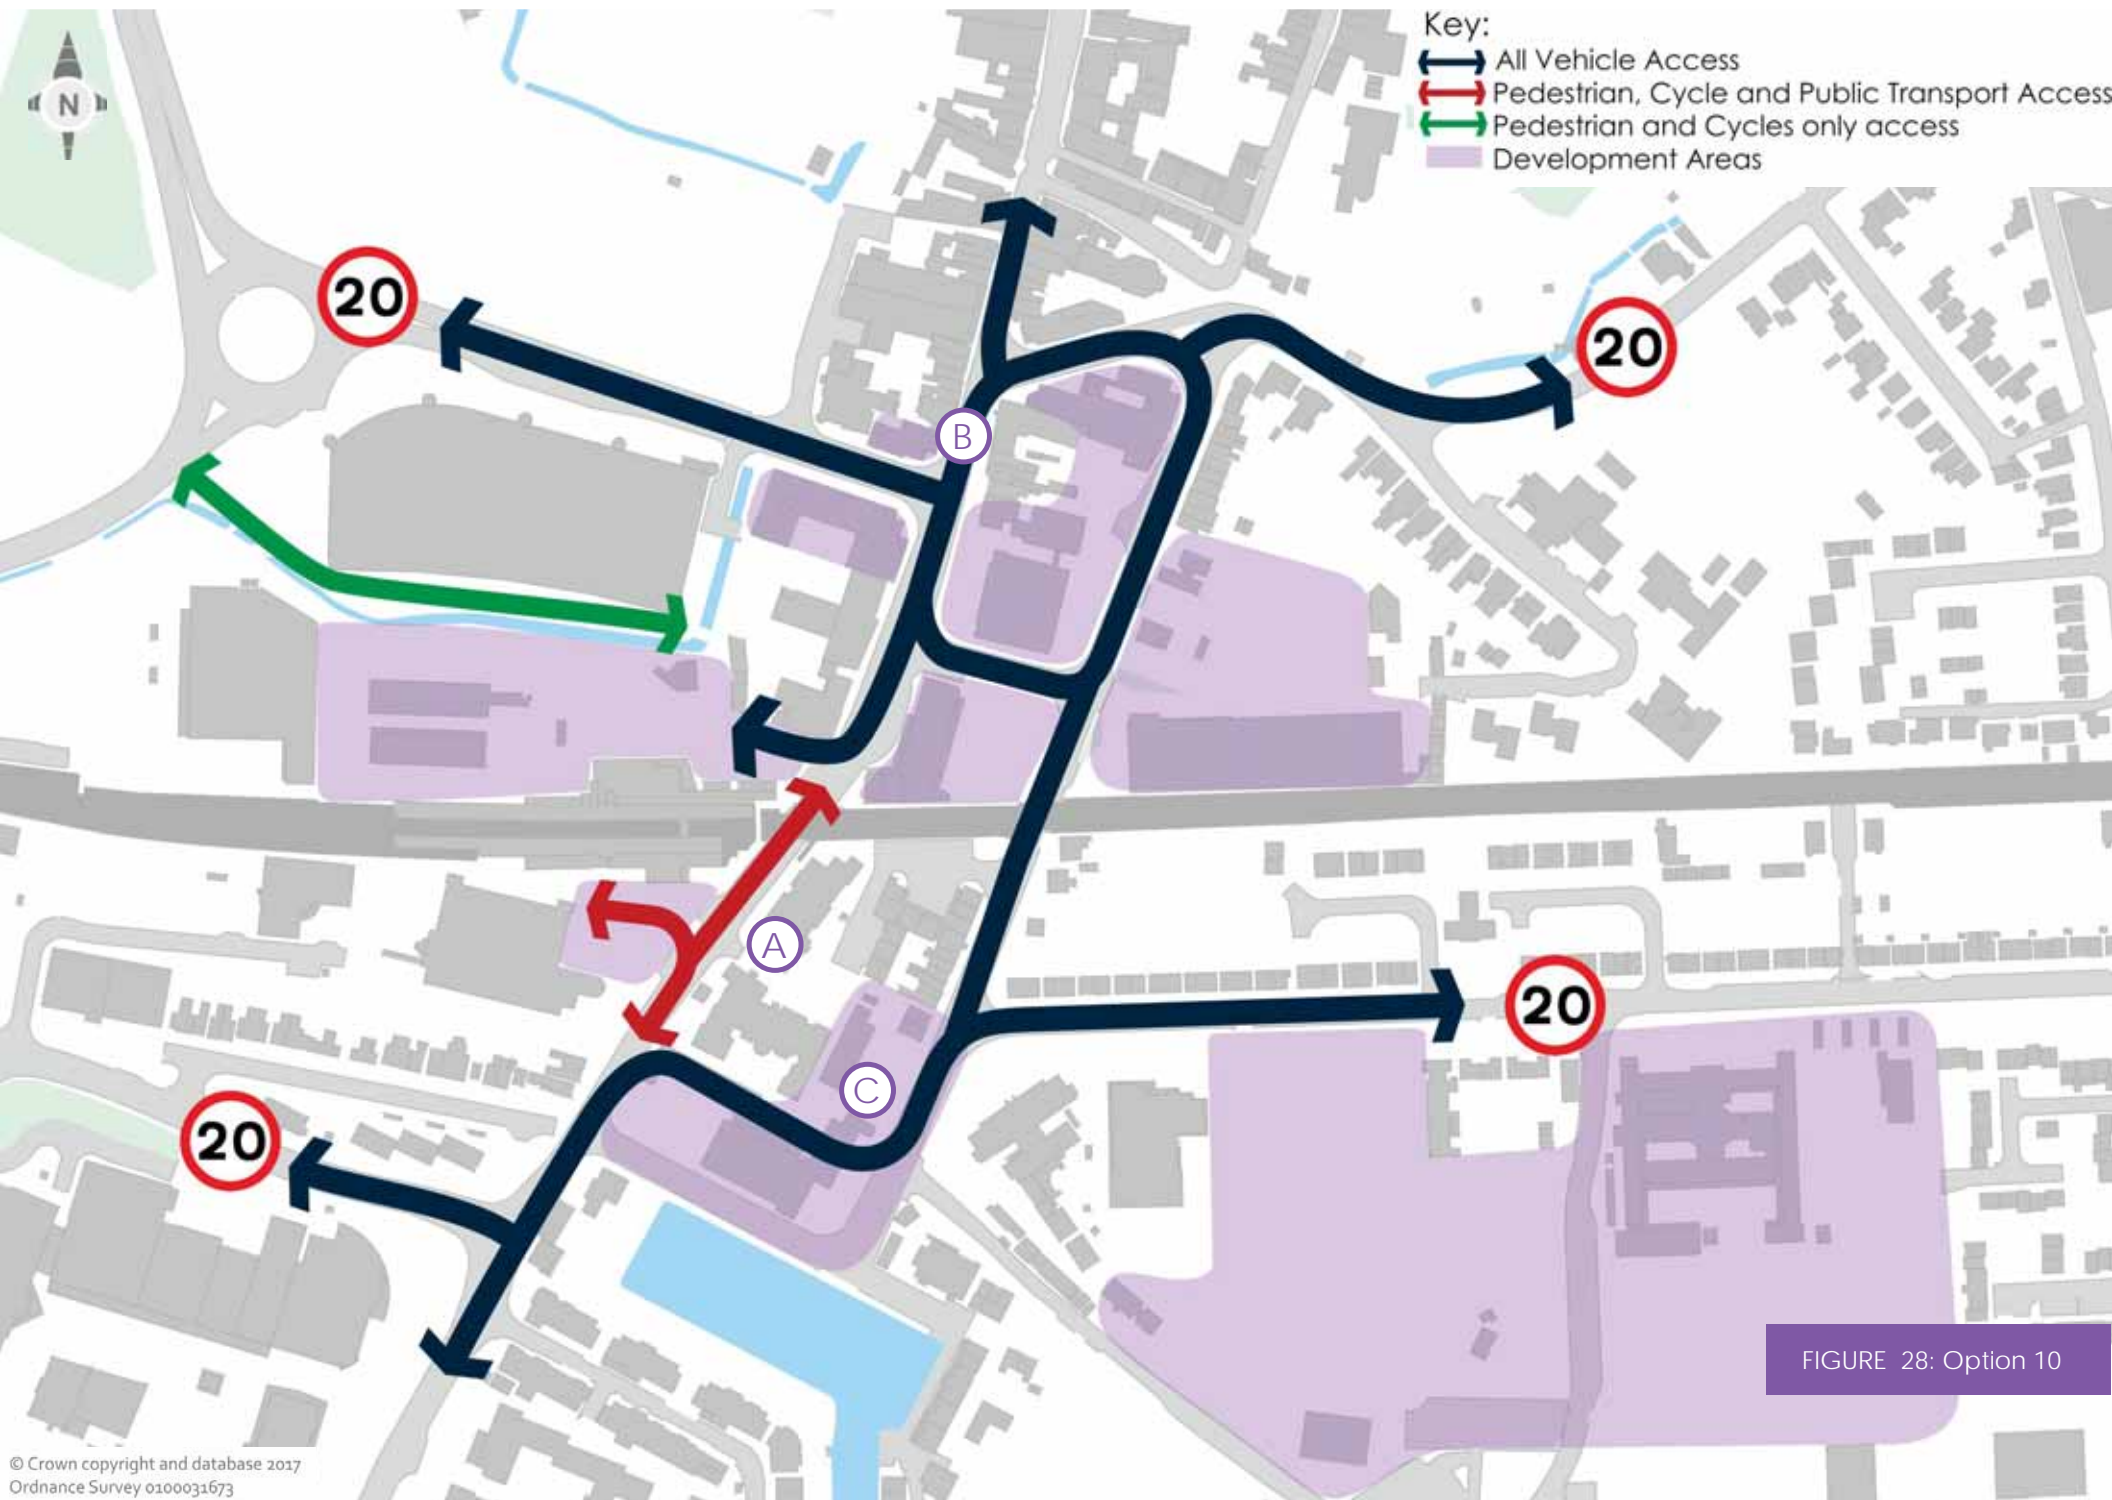 Key:
All Vehicle Access
Pedestrian, Cycle and Public Transport Access
Pedestrian and Cycles only access
Development Areas
N
20
20
B
A
20
C
20
FIGURE 28: Option 10
© Crown copyright and database 2017
Ordnance Survey 0100031673